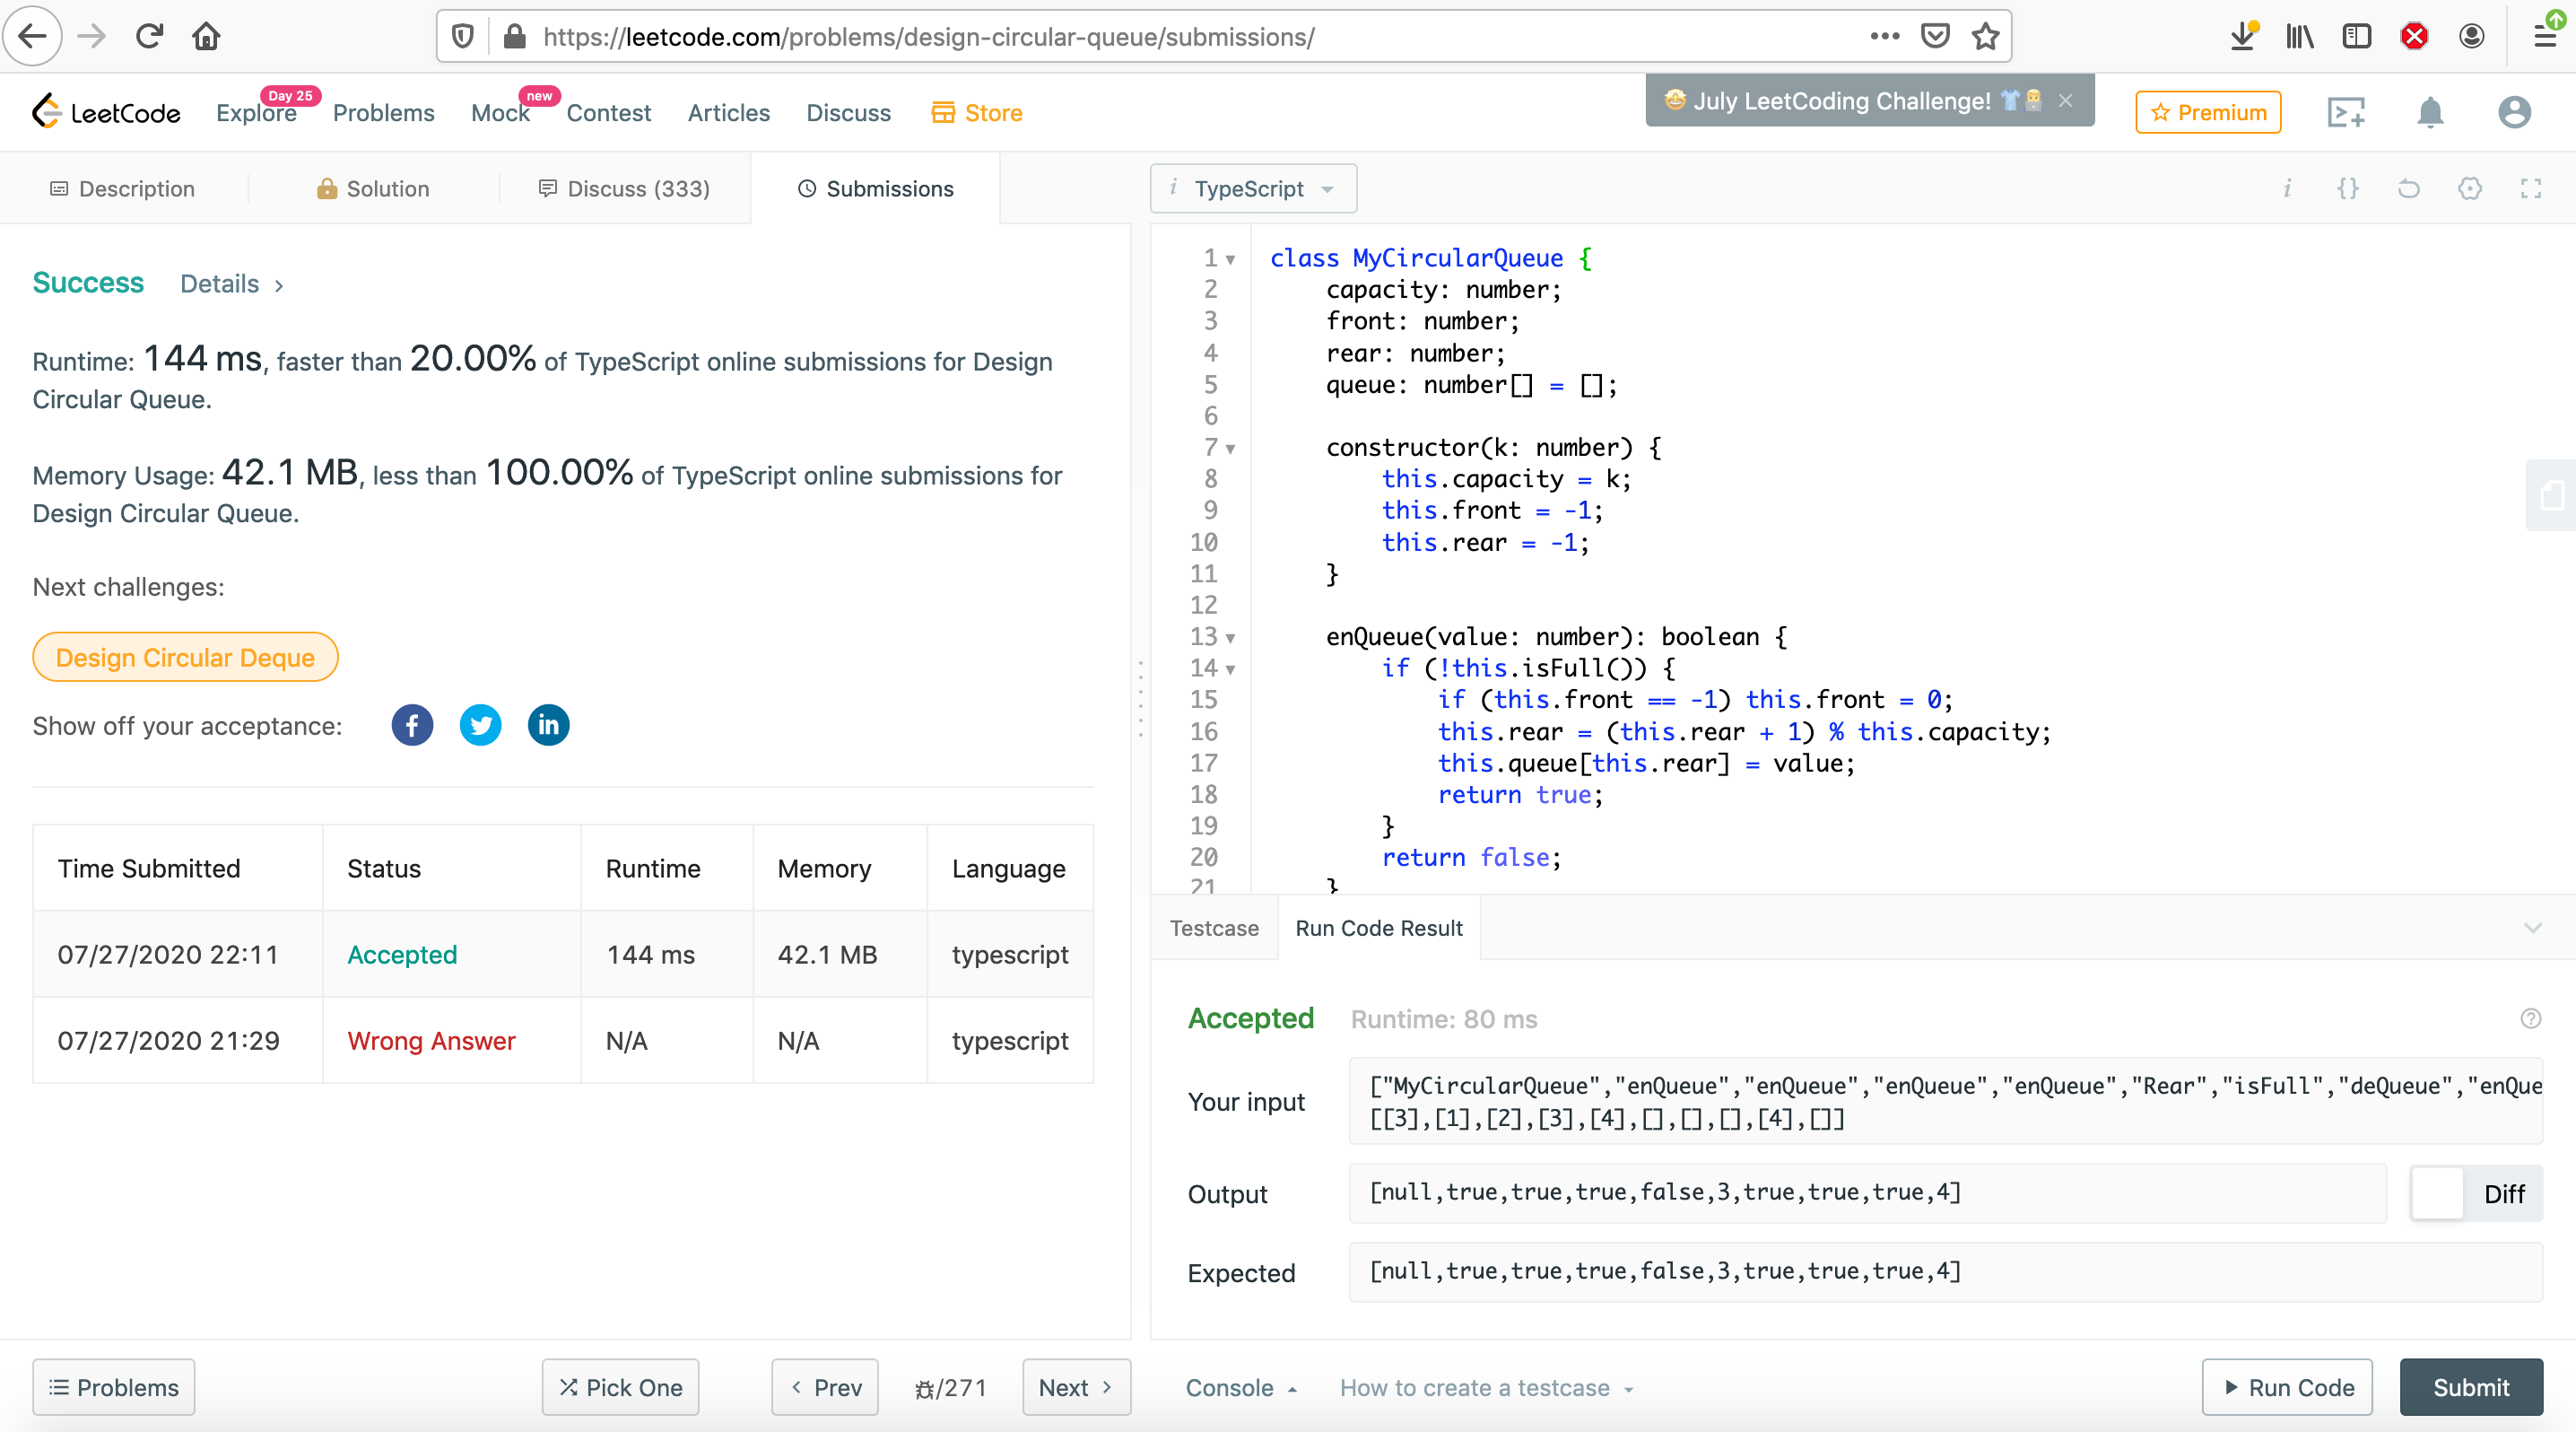 https://leetcode.com/problems/design-circular-queue/submissions/
LeetCode
Explore
Day 25
Problems
Mock
new
Contest
Articles
Discuss
Store
🤩 July LeetCoding Challenge! 👕👨‍💻 ×
Premium
Description
Solution
Discuss (333)
Submissions
Success
Details >
Runtime: 144 ms, faster than 20.00% of TypeScript online submissions for Design
Circular Queue.
Memory Usage: 42.1 MB, less than 100.00% of TypeScript online submissions for
Design Circular Queue.
Next challenges:
Design Circular Deque
Show off your acceptance:
Time Submitted Status Runtime Memory Language
07/27/2020 22:11 Accepted 144 ms 42.1 MB typescript
07/27/2020 21:29 Wrong Answer N/A N/A typescript
Problems
Pick One
< Prev
/271
Next >
i TypeScript
1 class MyCircularQueue {
2 capacity: number;
3 front: number;
4 rear: number;
5 queue: number[] = [];
6
7 constructor(k: number) {
8 this.capacity = k;
9 this.front = -1;
10 this.rear = -1;
11 }
12
13 enQueue(value: number): boolean {
14 if (!this.isFull()) {
15 if (this.front == -1) this.front = 0;
16 this.rear = (this.rear + 1) % this.capacity;
17 this.queue[this.rear] = value;
18 return true;
19 }
20 return false;
21 }
Testcase
Run Code Result
Accepted Runtime: 80 ms
Your input
["MyCircularQueue","enQueue","enQueue","enQueue","enQueue","Rear","isFull","deQueue","enQue
[[3],[1],[2],[3],[4],[],[],[],[4],[]]
Output
[null,true,true,true,false,3,true,true,true,4]
Diff
Expected
[null,true,true,true,false,3,true,true,true,4]
Console
How to create a testcase
Run Code
Submit